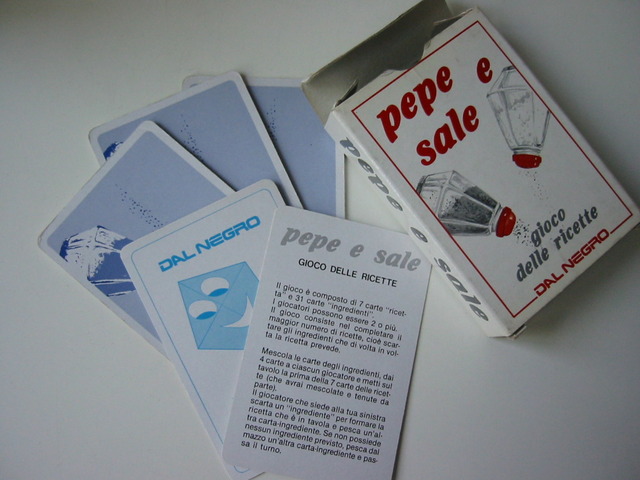 pepe e
sale
gioco
delle ricette
DAL NEGRO
pepe e sale
DAL NEGRO
pepe e sale
GIOCO DELLE RICETTE
Il gioco è composto di 7 carte "ricet-
ta" e 31 carte "ingredienti".
I giocatori possono essere 2 o più.
Il gioco consiste nel completare il
maggior numero di ricette, cioè scar-
tare gli ingredienti che di volta in vol-
ta la ricetta prevede.
Mescola le carte degli ingredienti, dai
4 carte a ciascun giocatore e metti sul
tavolo la prima della 7 carte delle ricet-
te (che avrai mescolate e tenute da
parte).
Il giocatore che siede alla tua sinistra
scarta un "ingrediente" per formare la
ricetta che è in tavola e pesca un'al-
tra carta-ingrediente. Se non possiede
nessun ingrediente previsto, pesca dal
mazzo un'altra carta-ingrediente e pas-
sa il turno.